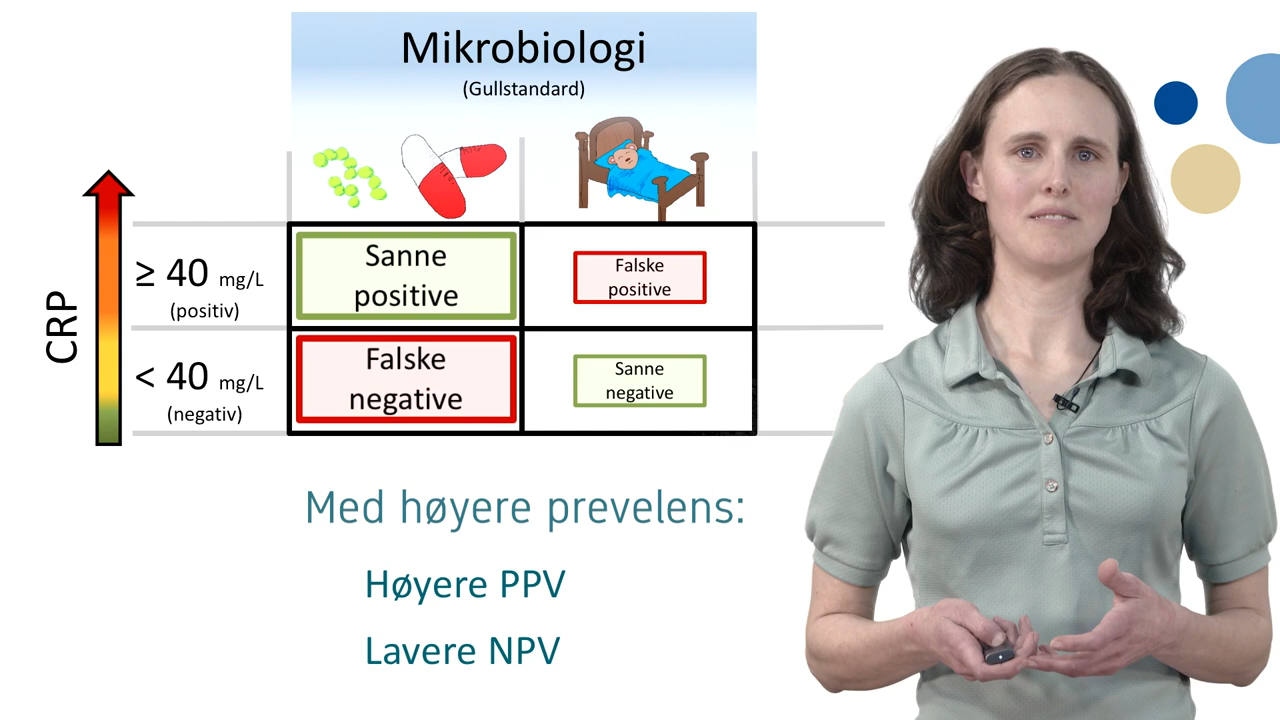 Mikrobiologi
(Gullstandard)
CRP
≥ 40 mg/L
(positiv)
Sanne
positive
Falske
positive
< 40 mg/L
(negativ)
Falske
negative
Sanne
negative
Med høyere prevelens:
Høyere PPV
Lavere NPV